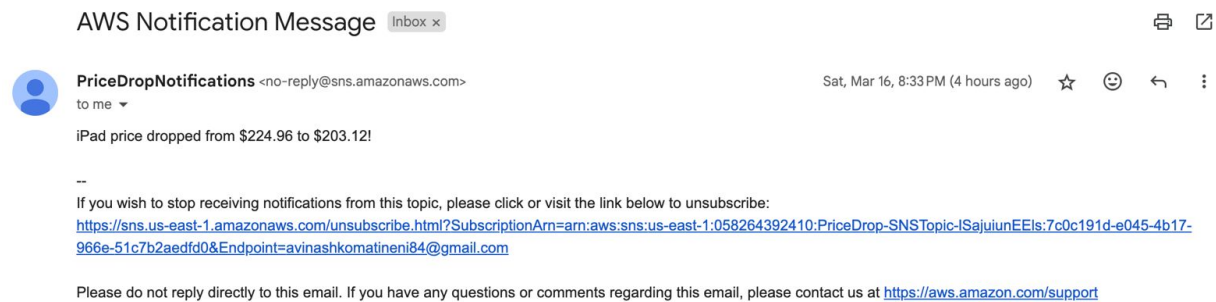 AWS Notification Message Inbox ×
PriceDropNotifications <no-reply@sns.amazonaws.com> Sat, Mar 16, 8:33 PM (4 hours ago)
to me
iPad price dropped from $224.96 to $203.12!
--
If you wish to stop receiving notifications from this topic, please click or visit the link below to unsubscribe:
https://sns.us-east-1.amazonaws.com/unsubscribe.html?SubscriptionArn=arn:aws:sns:us-east-1:058264392410:PriceDrop-SNSTopic-ISajuiunEEls:7c0c191d-e045-4b17-
966e-51c7b2aedfd0&Endpoint=avinashkomatineni84@gmail.com
Please do not reply directly to this email. If you have any questions or comments regarding this email, please contact us at https://aws.amazon.com/support